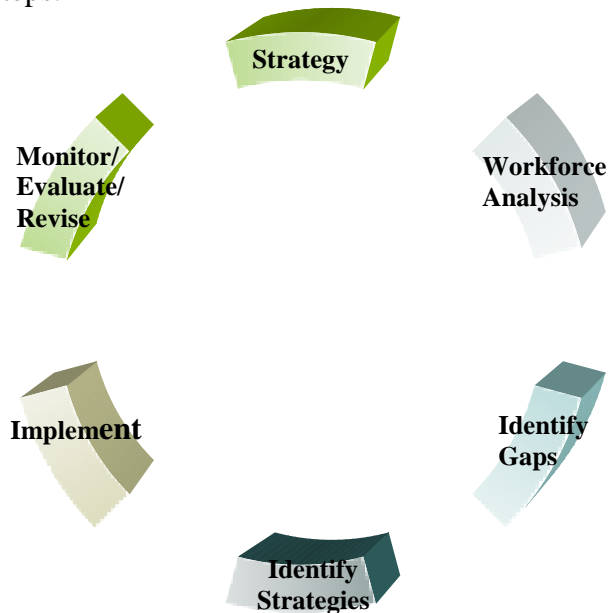 Strategy
Workforce
Analysis
Identify
Gaps
Identify
Strategies
Implement
Monitor/
Evaluate/
Revise